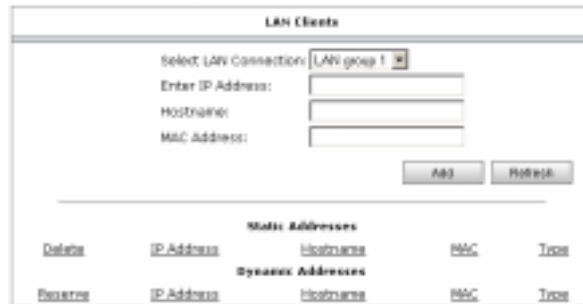 LAN Clients
Select LAN Connection: LAN group 1
Enter IP Address:
Hostname:
MAC Address:
Add Refresh
Static Addresses
Delete IP Address Hostname MAC Type
Dynamic Addresses
Reserve IP Address Hostname MAC Type